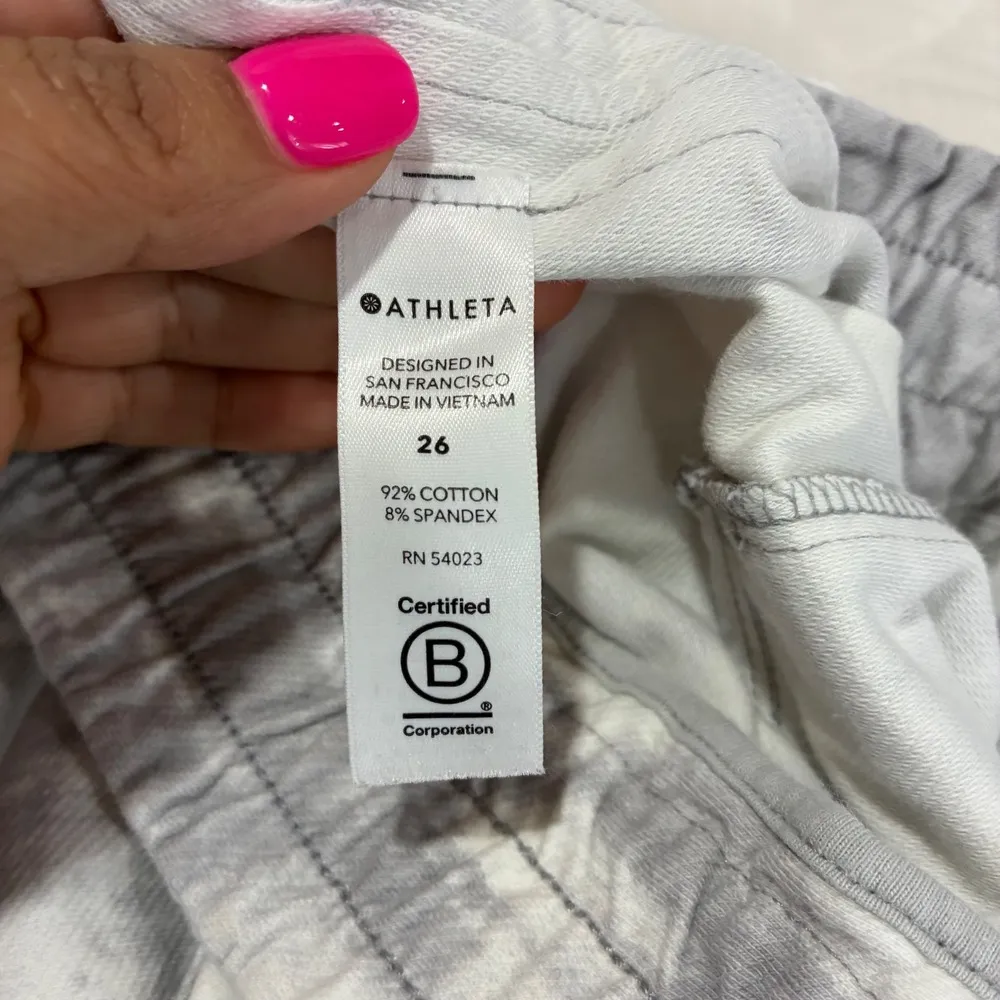 ATHLETA
DESIGNED IN
SAN FRANCISCO
MADE IN VIETNAM
26
92% COTTON
8% SPANDEX
RN 54023
Certified
B
®
Corporation